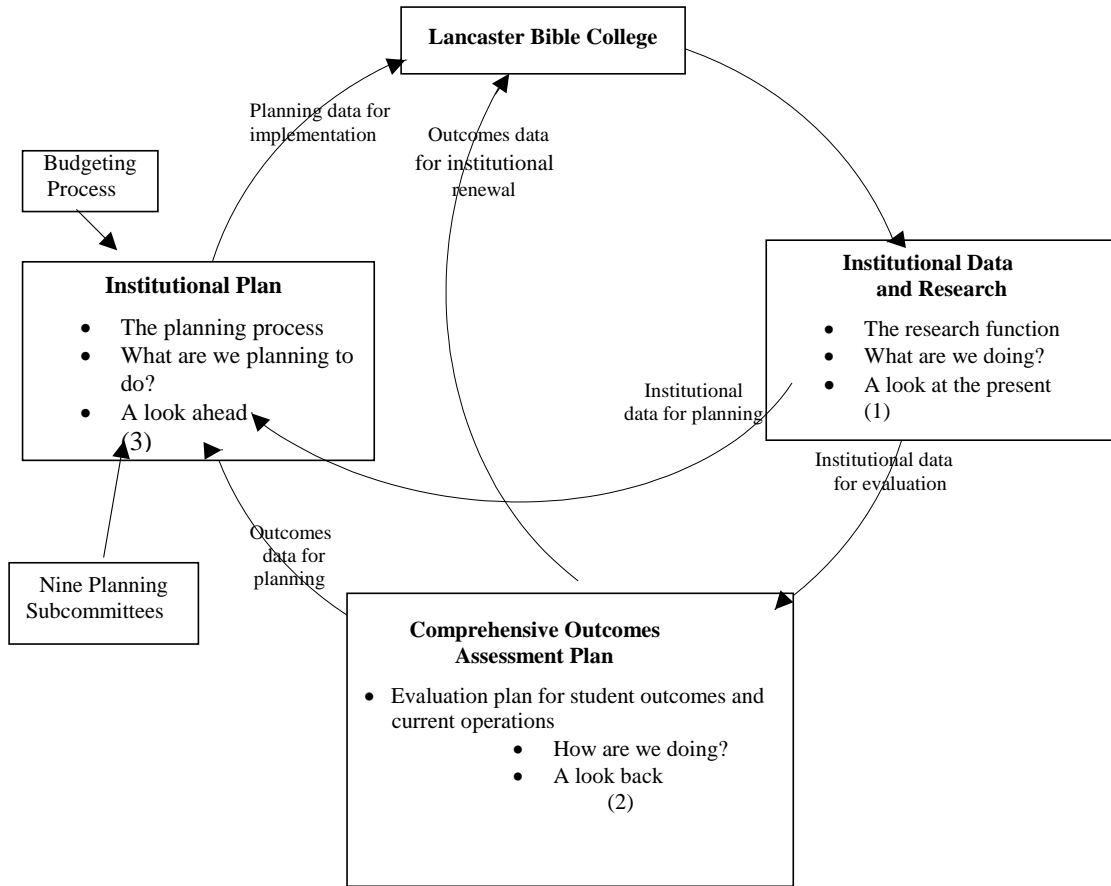 Lancaster Bible College
Planning data for
implementation
Outcomes data
for institutional
renewal
Budgeting
Process
Institutional Plan
• The planning process
• What are we planning to
do?
• A look ahead
(3)
Institutional Data
and Research
• The research function
• What are we doing?
• A look at the present
(1)
Institutional
data for planning
Institutional data
for evaluation
Outcomes
data for
planning
Nine Planning
Subcommittees
Comprehensive Outcomes
Assessment Plan
• Evaluation plan for student outcomes and
current operations
• How are we doing?
• A look back
(2)